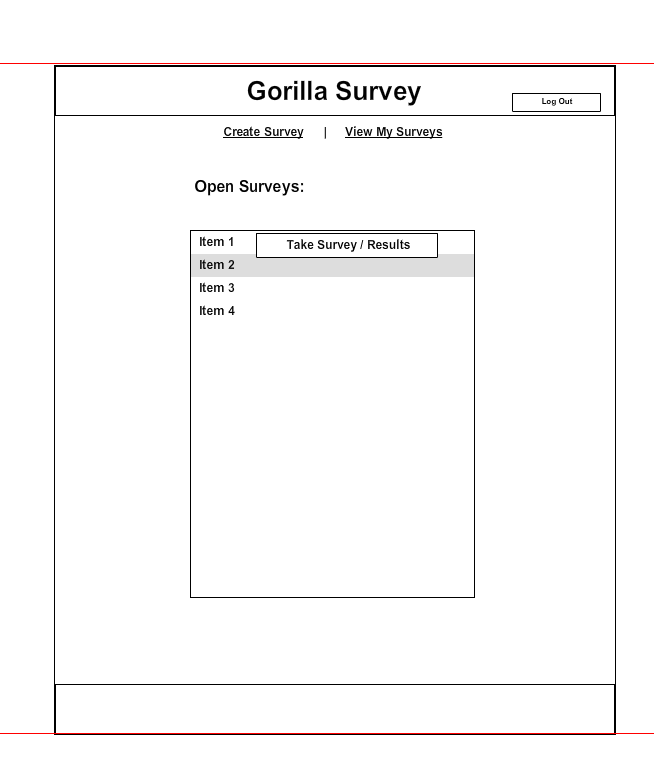 Gorilla Survey
Log Out
Create Survey | View My Surveys
Open Surveys:
Item 1
Take Survey / Results
Item 2
Item 3
Item 4